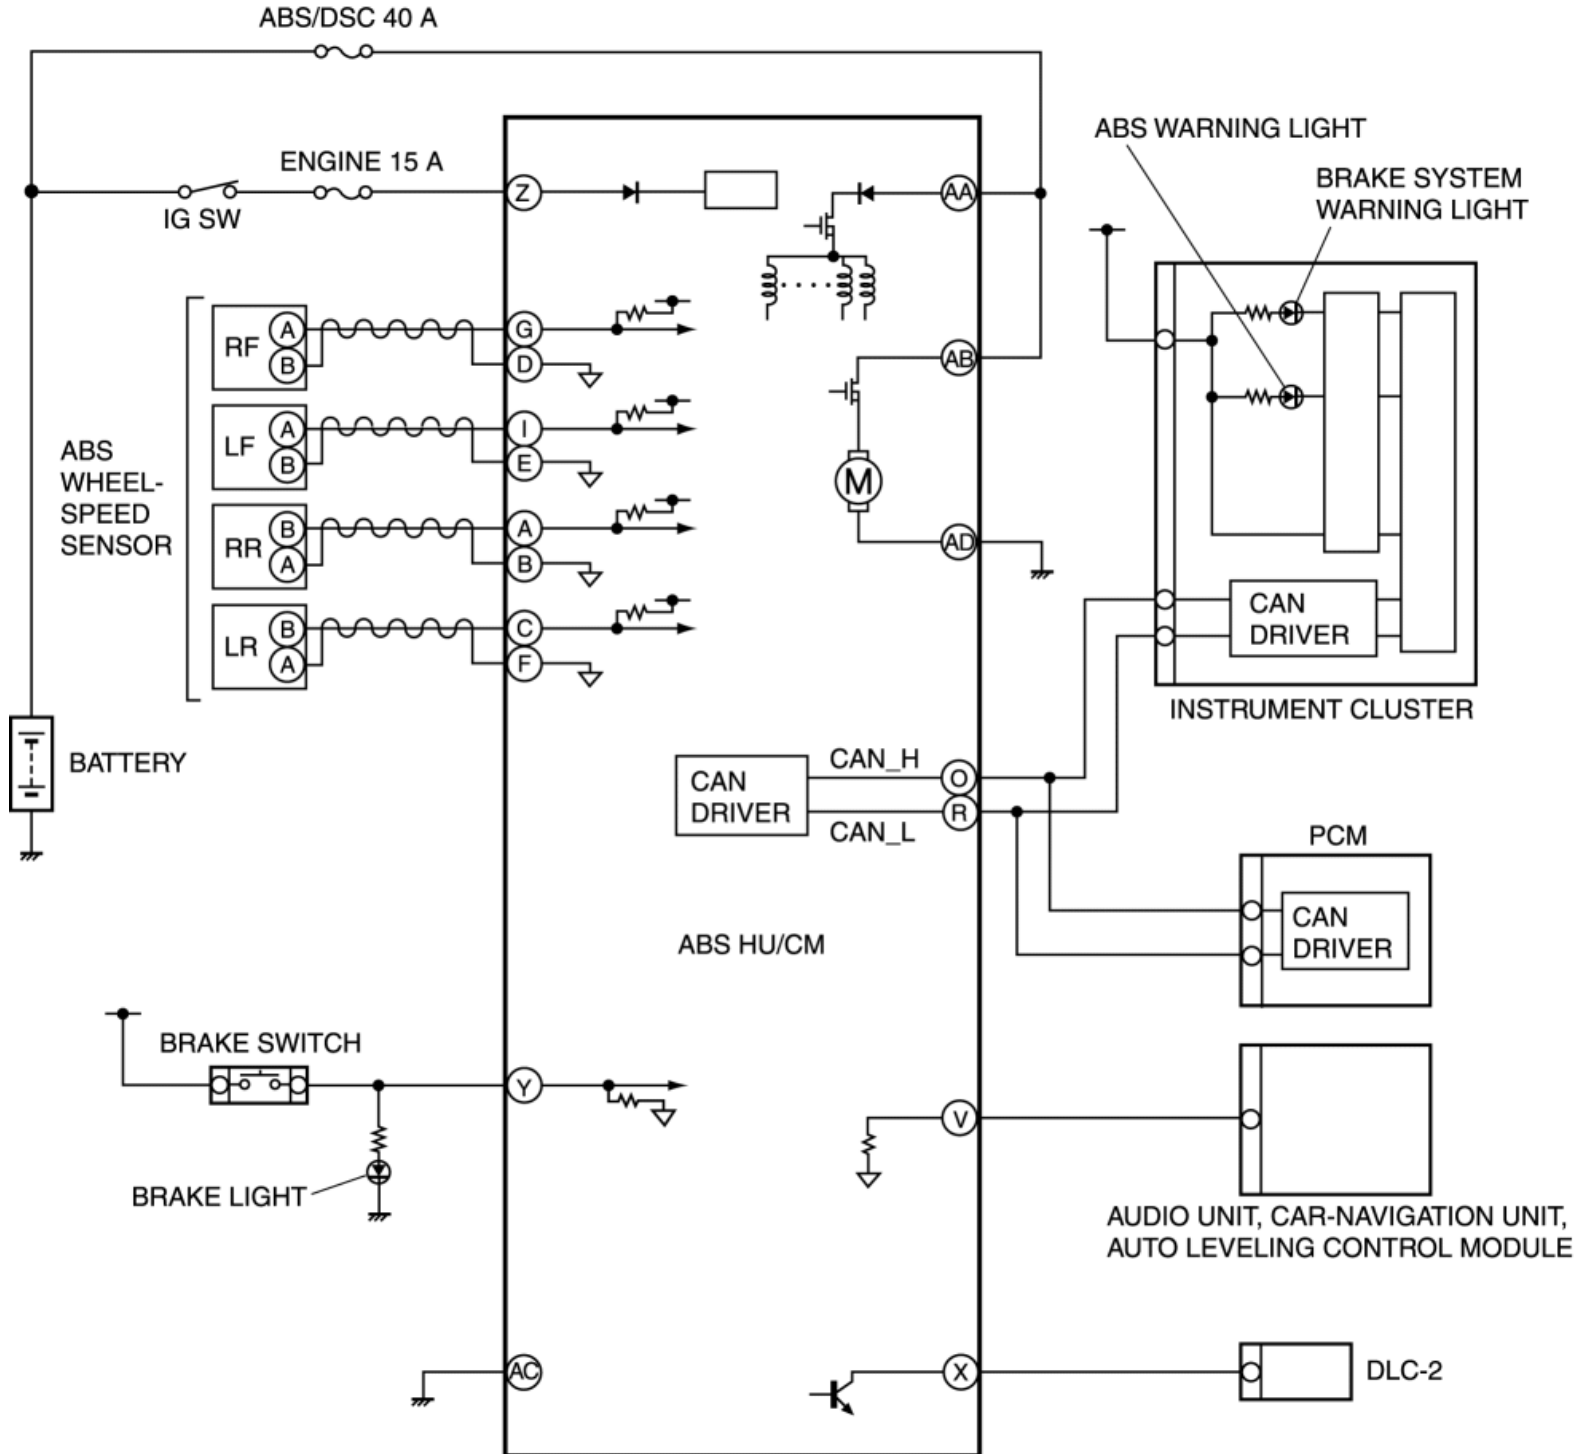 ABS/DSC 40 A
ENGINE 15 A
IG SW
Z
AA
ABS WARNING LIGHT
BRAKE SYSTEM
WARNING LIGHT
ABS
WHEEL-
SPEED
SENSOR
RF
A
B
G
D
LF
A
B
I
E
RR
B
A
A
B
LR
B
A
C
F
AB
M
AD
CAN
DRIVER
INSTRUMENT CLUSTER
BATTERY
CAN
DRIVER
CAN_H
CAN_L
O
R
PCM
CAN
DRIVER
ABS HU/CM
BRAKE SWITCH
Y
BRAKE LIGHT
V
AUDIO UNIT, CAR-NAVIGATION UNIT,
AUTO LEVELING CONTROL MODULE
AC
X
DLC-2